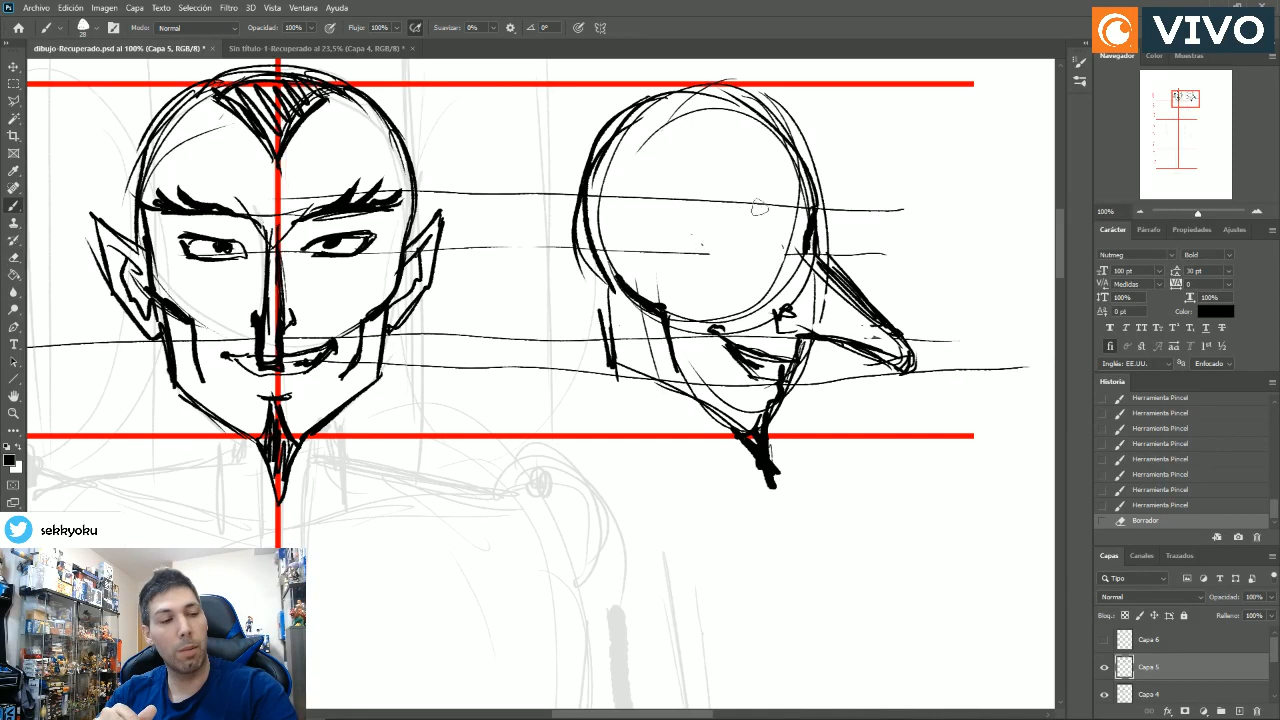 Archivo Edición Imagen Capa Texto Selección Filtro 3D Vista Ventana Ayuda
VIVO
28 Modo: Normal Opacidad: 100% Flujo: 100% Suavizar: 0% 0°
dibujo-Recuperado.psd al 100% (Capa 5, RGB/8) * Sin título-1-Recuperado al 23,5% (Capa 4, RGB/8) *
Navegador Color Muestras
100%
Carácter Párrafo Propiedades Ajustes
Nutmeg Bold
100 pt 30 pt
Medidas 0
100% 100%
0 pt Color:
Inglés: EE.UU. Enfocado
Historia
Herramienta Pincel
Herramienta Pincel
Herramienta Pincel
Herramienta Pincel
Herramienta Pincel
Herramienta Pincel
Herramienta Pincel
Herramienta Pincel
Borrador
sekkyoku
Capas Canales Trazados
Tipo
Normal Opacidad: 100%
Bloq.: Relleno: 100%
Capa 6
Capa 5
Capa 4